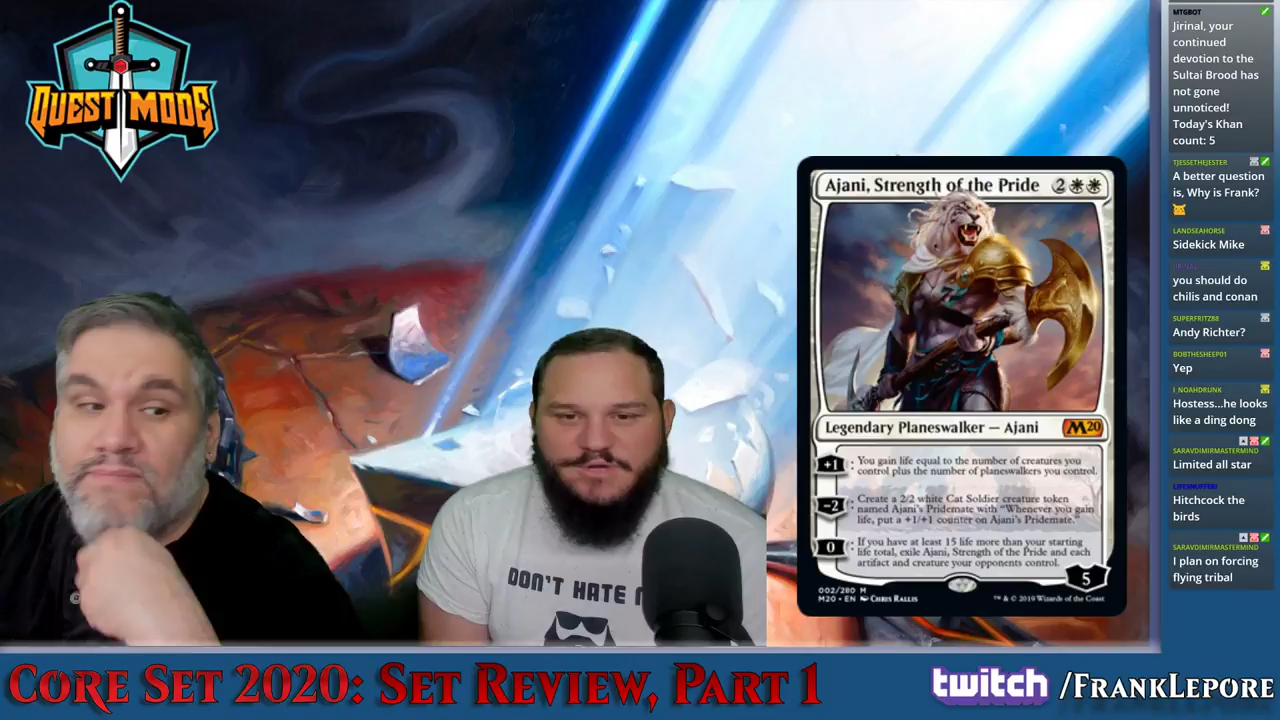 QUEST MODE
Ajani, Strength of the Pride 2
Legendary Planeswalker — Ajani M20
+1: You gain life equal to the number of creatures you
control plus the number of planeswalkers you control.
-2: Create a 2/2 white Cat Soldier creature token
named Ajani's Pridemate with "Whenever you gain
life, put a +1/+1 counter on Ajani's Pridemate."
0: If you have at least 15 life more than your starting
life total, exile Ajani, Strength of the Pride and each
artifact and creature your opponents control.
5
002/280 M
M20 • EN CHRIS RALLIS
™ & © 2019 Wizards of the Coast
DON'T HATE
MTGBOT
Jirinal, your
continued
devotion to the
Sultai Brood has
not gone
unnoticed!
Today's Khan
count: 5
TJESSETHEJESTER
A better question
is, Why is Frank?
LANDSEAHORSE
Sidekick Mike
JIRINAL
you should do
chilis and conan
SUPERFRITZ88
Andy Richter?
BOBTHESHEEP01
Yep
I_NOAHDRUNK
Hostess...he looks
like a ding dong
SARAVDIMIRMASTERMIND
Limited all star
Hitchcock the
birds
SARAVDIMIRMASTERMIND
I plan on forcing
flying tribal
CORE SET 2020: SET REVIEW, PART 1
twitch /FRANKLEPORE